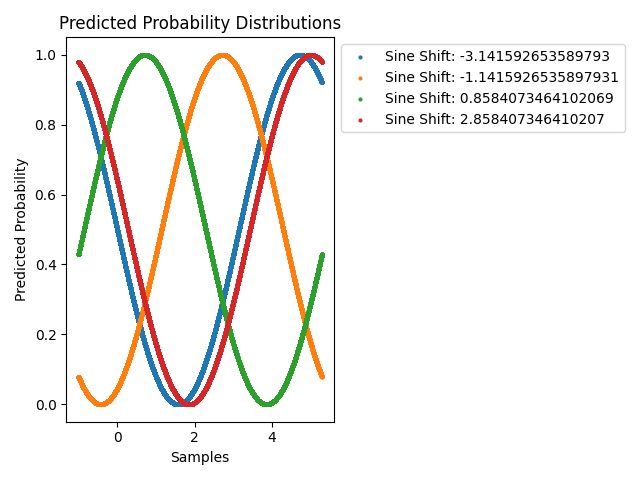 Predicted Probability Distributions
1.0
0.8
0.6
0.4
0.2
0.0
Predicted Probability
0 2 4
Samples
Sine Shift: -3.141592653589793
Sine Shift: -1.1415926535897931
Sine Shift: 0.8584073464102069
Sine Shift: 2.858407346410207